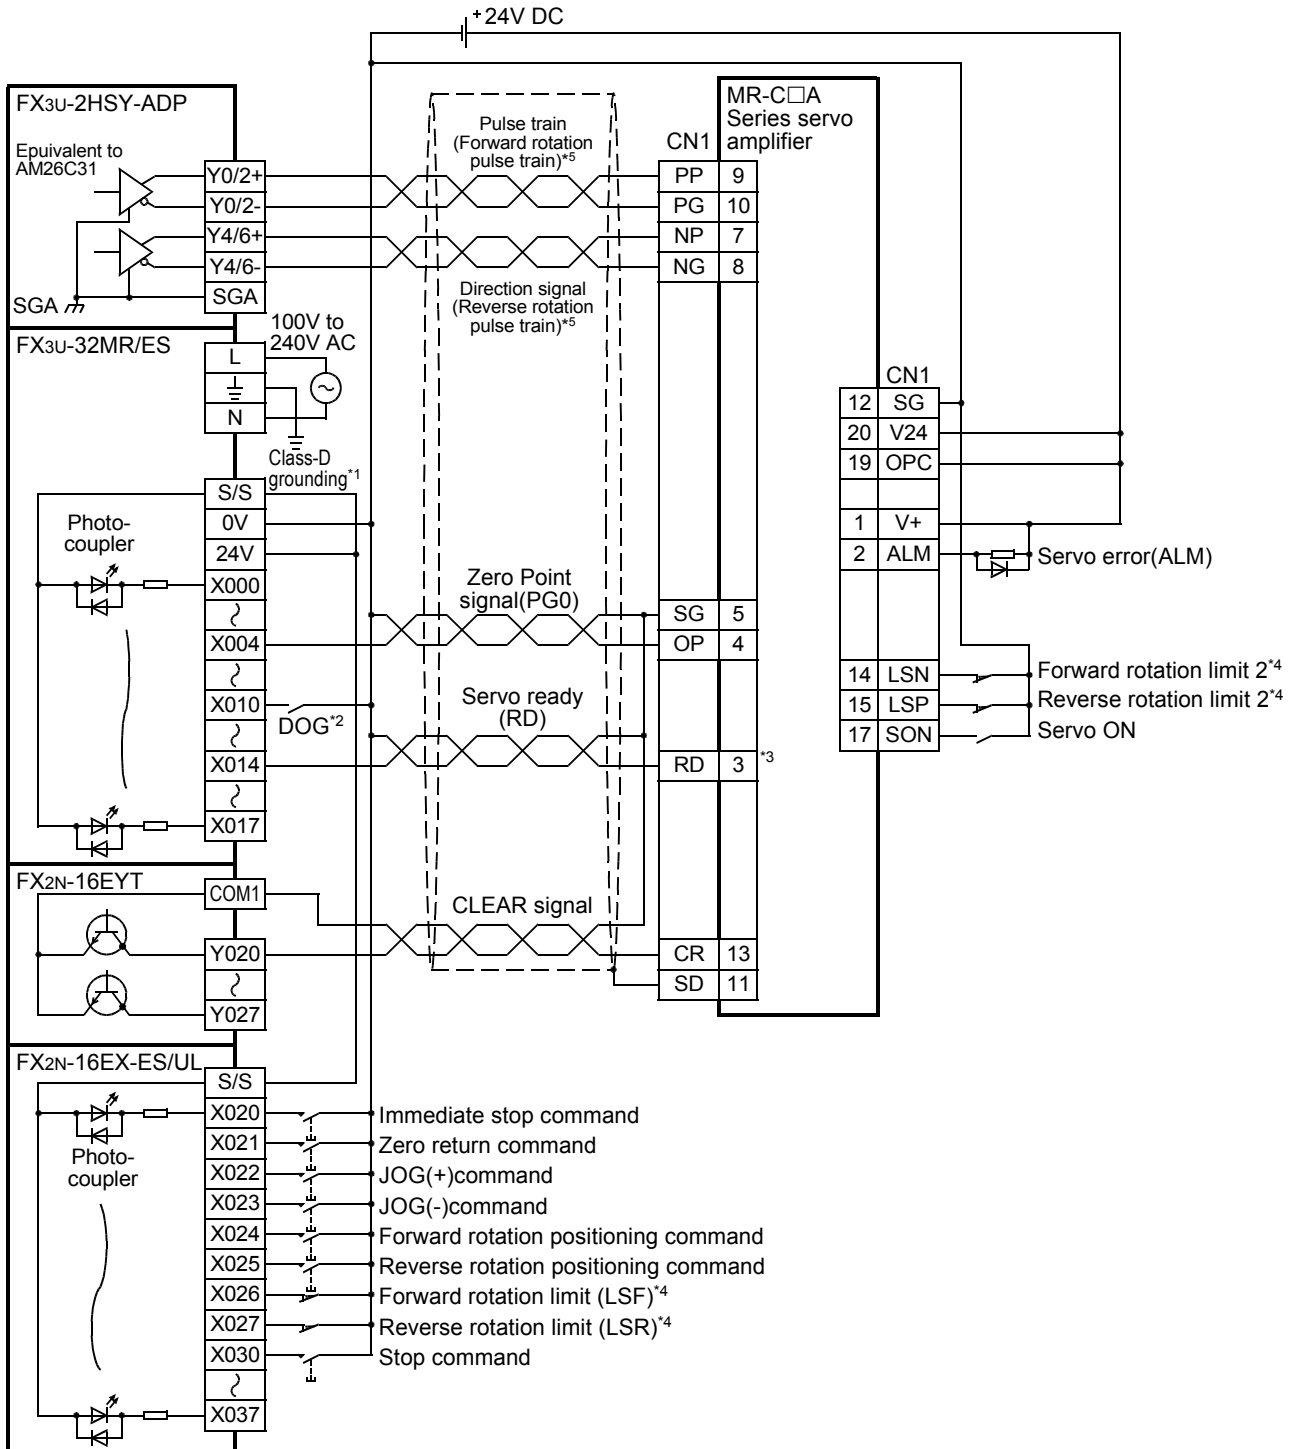 +24V DC
FX3U-2HSY-ADP
Epuivalent to
AM26C31
Y0/2+
Y0/2-
Y4/6+
Y4/6-
SGA
SGA
Pulse train
(Forward rotation
pulse train)*5
Direction signal
(Reverse rotation
pulse train)*5
CN1
MR-C□A
Series servo
amplifier
PP 9
PG 10
NP 7
NG 8
FX3U-32MR/ES
100V to
240V AC
L
N
Class-D
grounding*1
S/S
0V
24V
X000
X004
X010
X014
X017
Photo-
coupler
DOG*2
Zero Point
signal(PG0)
Servo ready
(RD)
SG 5
OP 4
RD 3 *3
CN1
12 SG
20 V24
19 OPC
1 V+
2 ALM
14 LSN
15 LSP
17 SON
Servo error(ALM)
Forward rotation limit 2*4
Reverse rotation limit 2*4
Servo ON
FX2N-16EYT
COM1
Y020
Y027
CLEAR signal
CR 13
SD 11
FX2N-16EX-ES/UL
S/S
Photo-
coupler
X020 Immediate stop command
X021 Zero return command
X022 JOG(+)command
X023 JOG(-)command
X024 Forward rotation positioning command
X025 Reverse rotation positioning command
X026 Forward rotation limit (LSF)*4
X027 Reverse rotation limit (LSR)*4
X030 Stop command
X037